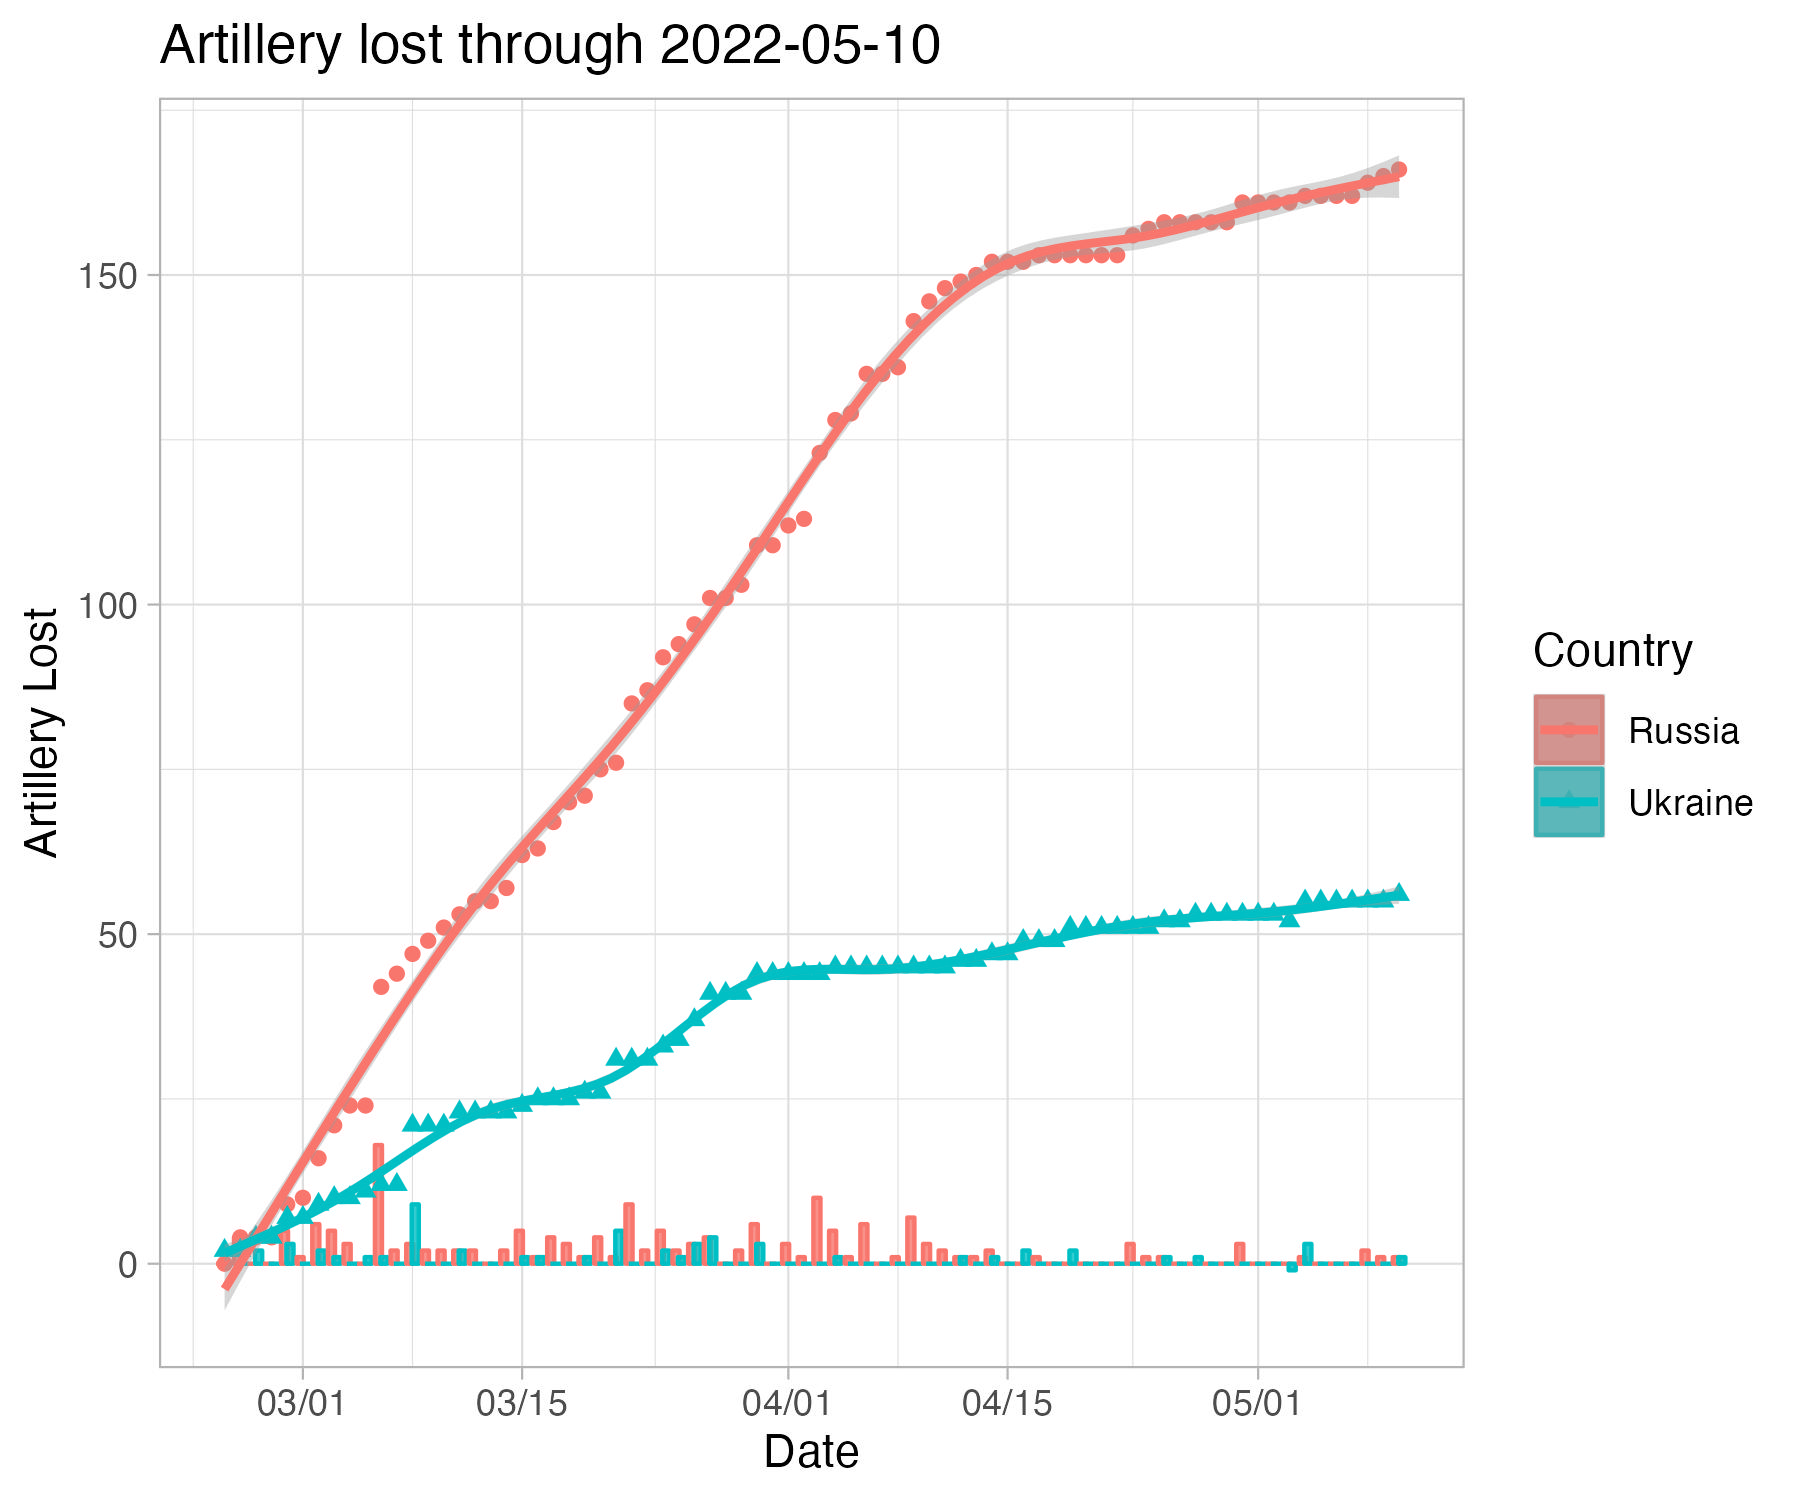 Artillery lost through 2022-05-10
Artillery Lost
150
100
50
0
03/01 03/15 04/01 04/15 05/01
Date
Country
Russia
Ukraine